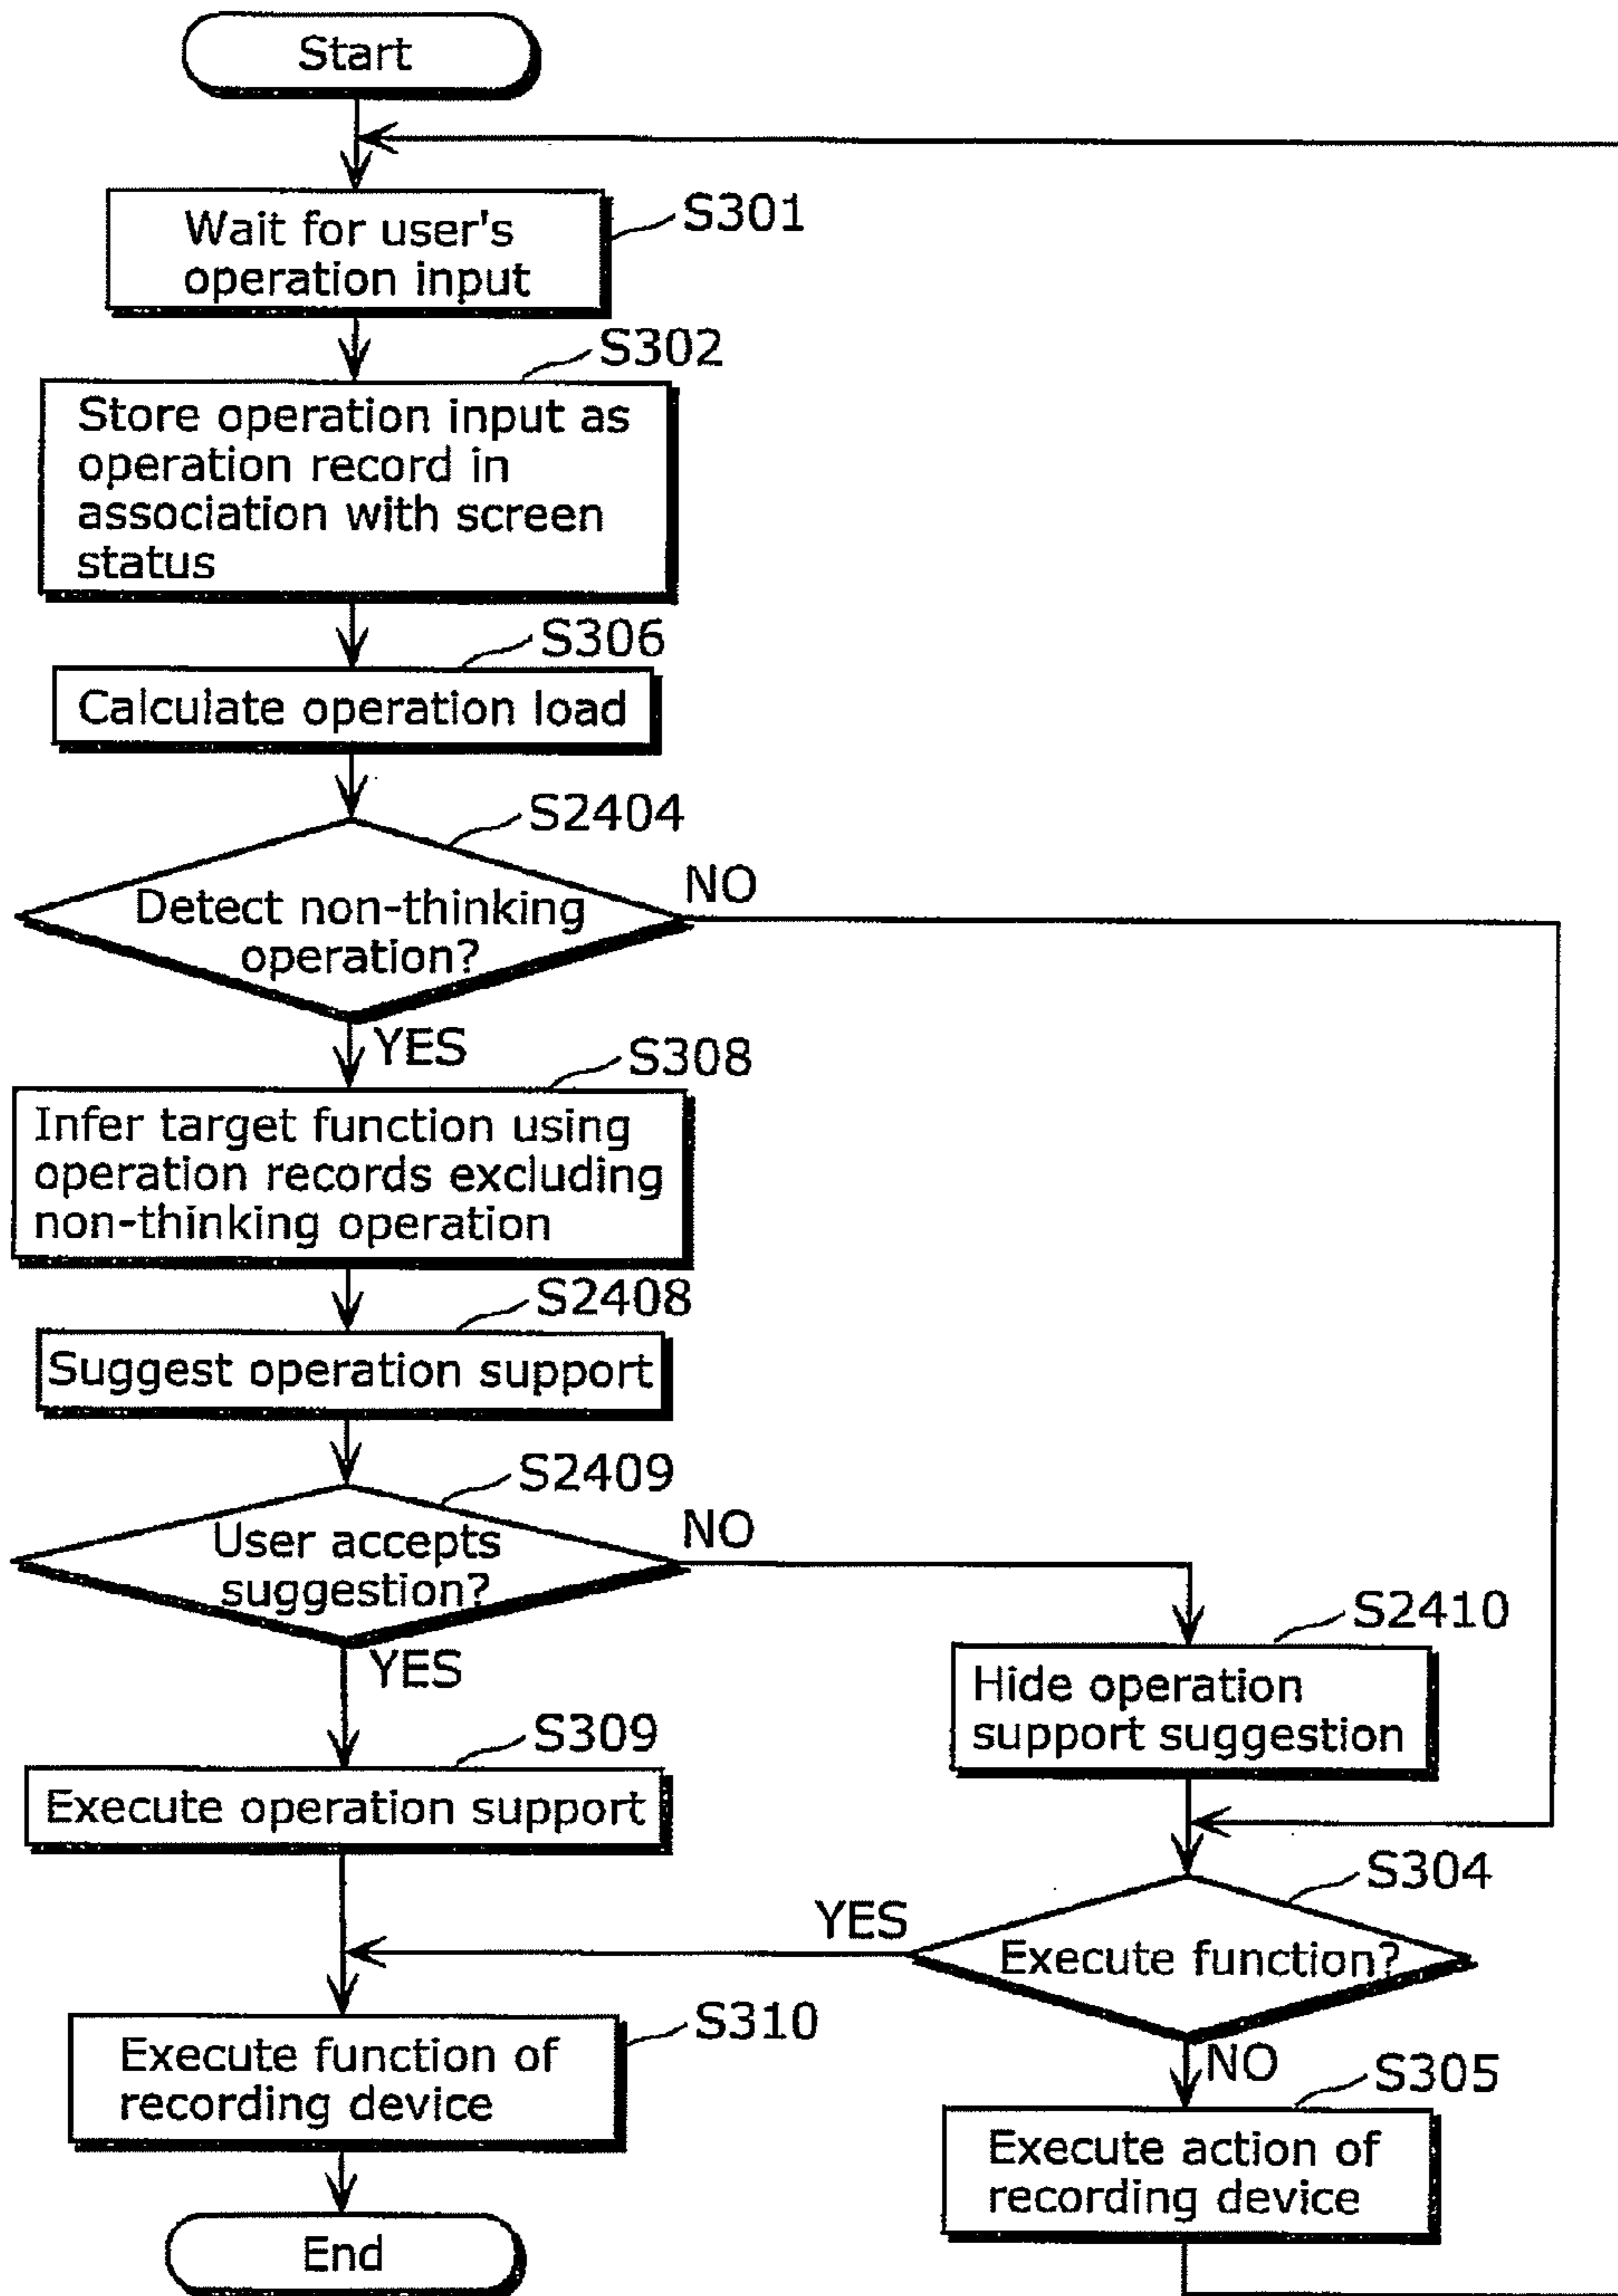 Start
Wait for user's
operation input
S301
S302
Store operation input as
operation record in
association with screen
status
S306
Calculate operation load
S2404
Detect non-thinking
operation?
NO
YES
S308
Infer target function using
operation records excluding
non-thinking operation
S2408
Suggest operation support
S2409
User accepts
suggestion?
NO
YES
S2410
Hide operation
support suggestion
S309
Execute operation support
S304
Execute function?
YES
NO
S310
Execute function of
recording device
S305
Execute action of
recording device
End